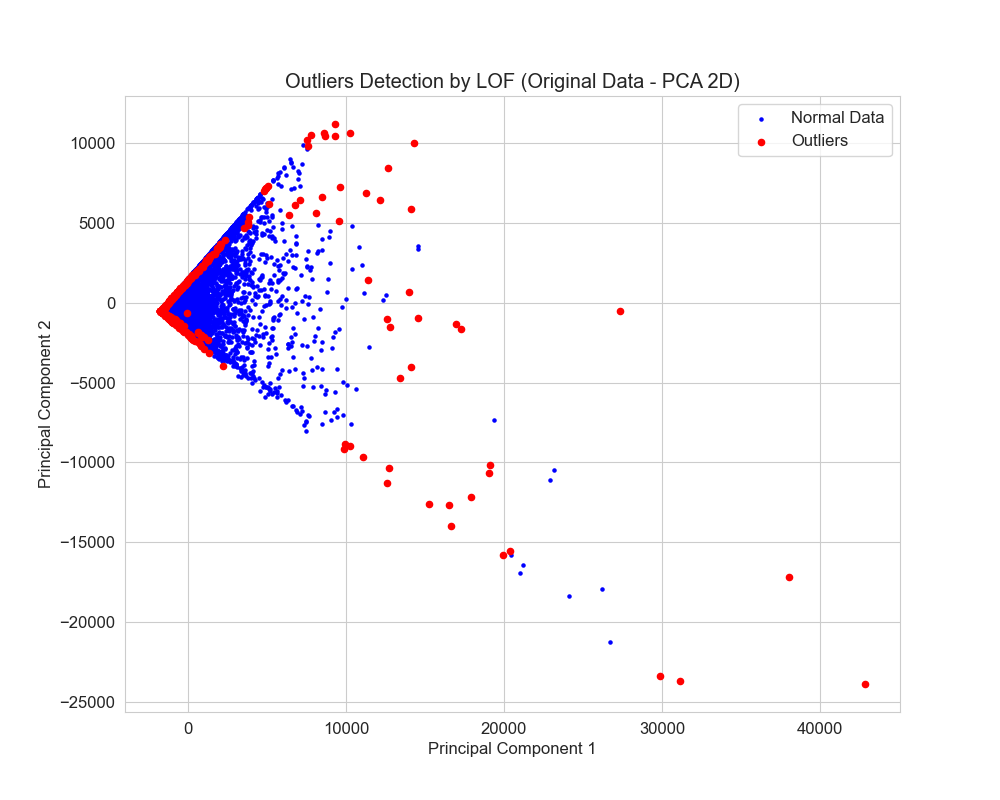 Outliers Detection by LOF (Original Data - PCA 2D)
Normal Data
Outliers
10000
5000
0
−5000
−10000
−15000
−20000
−25000
Principal Component 2
0
10000
20000
30000
40000
Principal Component 1